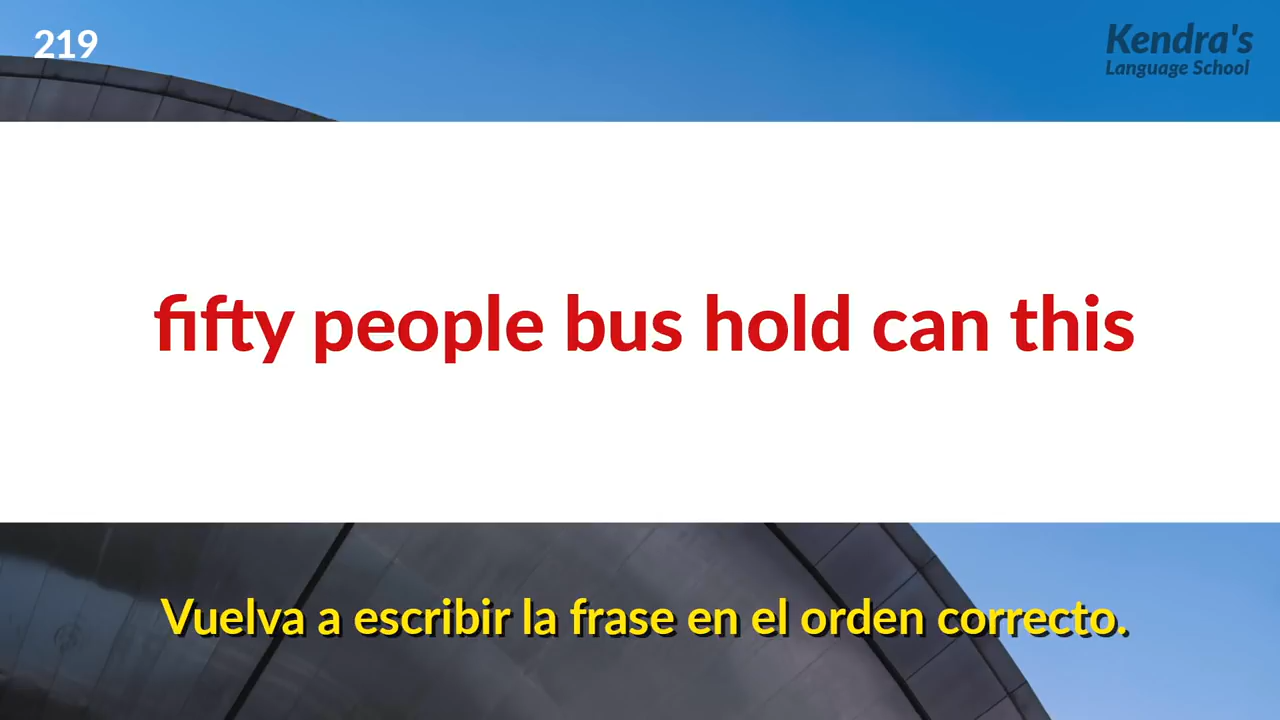 219
Kendra's
Language School
fifty people bus hold can this
Vuelva a escribir la frase en el orden correcto.